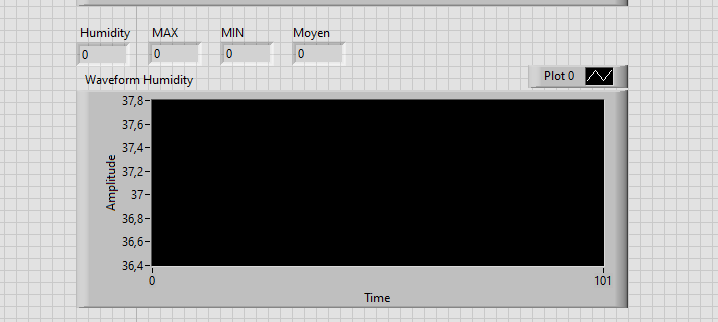 Humidity MAX MIN Moyen
0 0 0 0
Waveform Humidity Plot 0
37,8
37,6
37,4
37,2
37
36,8
36,6
36,4
Amplitude
0 101
Time